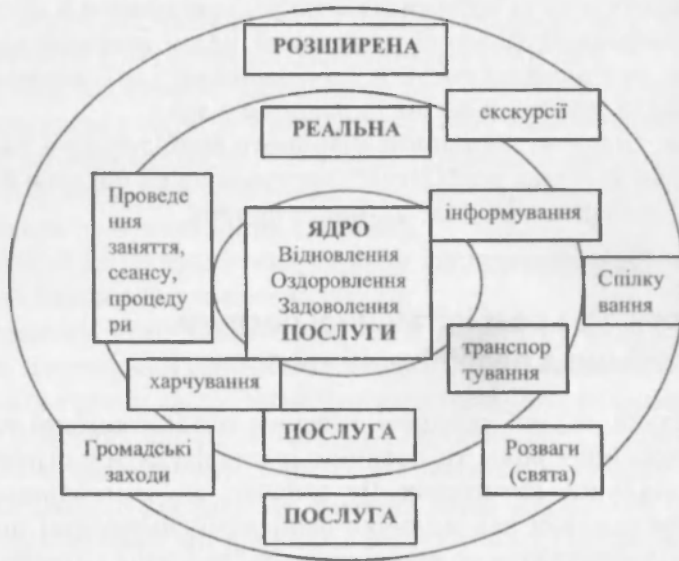 РОЗШИРЕНА
екскурсії
РЕАЛЬНА
Проведе
ння
заняття,
сеансу,
процеду
ри
інформування
ЯДРО
Відновлення
Оздоровлення
Задоволення
ПОСЛУГИ
Спілку
вання
транспор
тування
харчування
ПОСЛУГА
Громадські
заходи
Розваги
(свята)
ПОСЛУГА